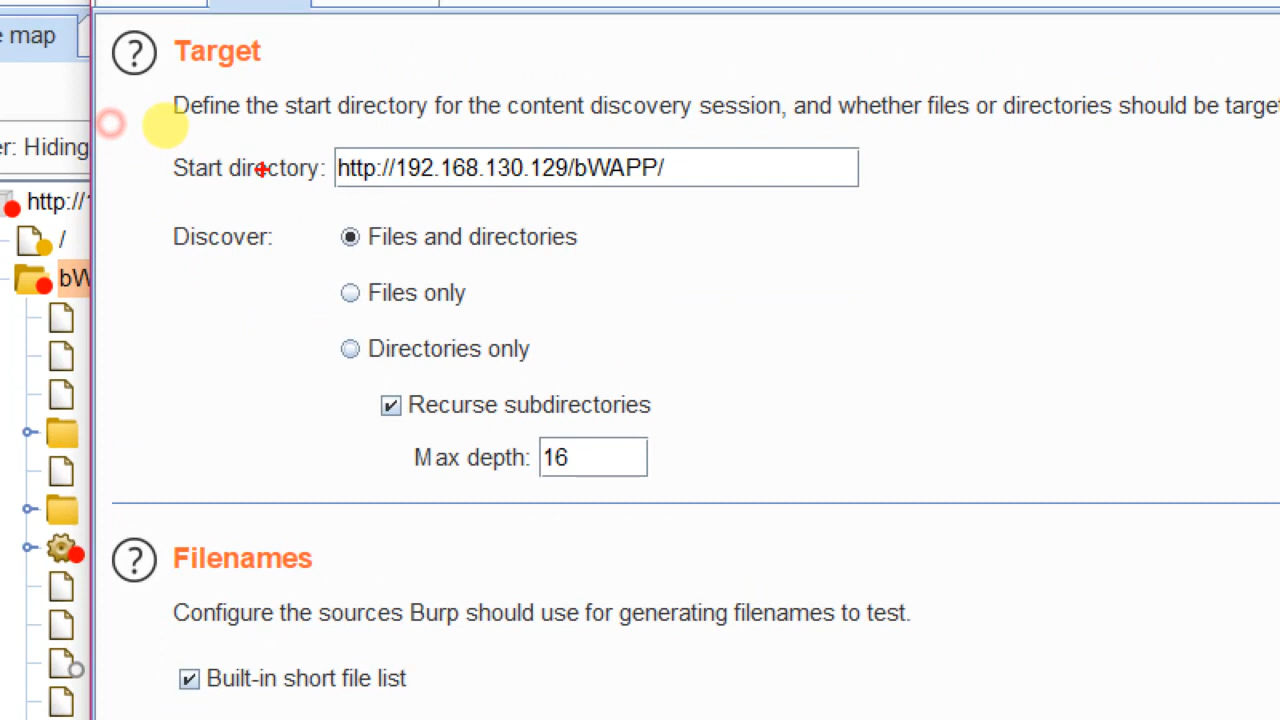 e map
Target
Define the start directory for the content discovery session, and whether files or directories should be target
er: Hiding
Start directory: http://192.168.130.129/bWAPP/
http://
/
Discover: Files and directories
bW
Files only
Directories only
Recurse subdirectories
Max depth: 16
Filenames
Configure the sources Burp should use for generating filenames to test.
Built-in short file list